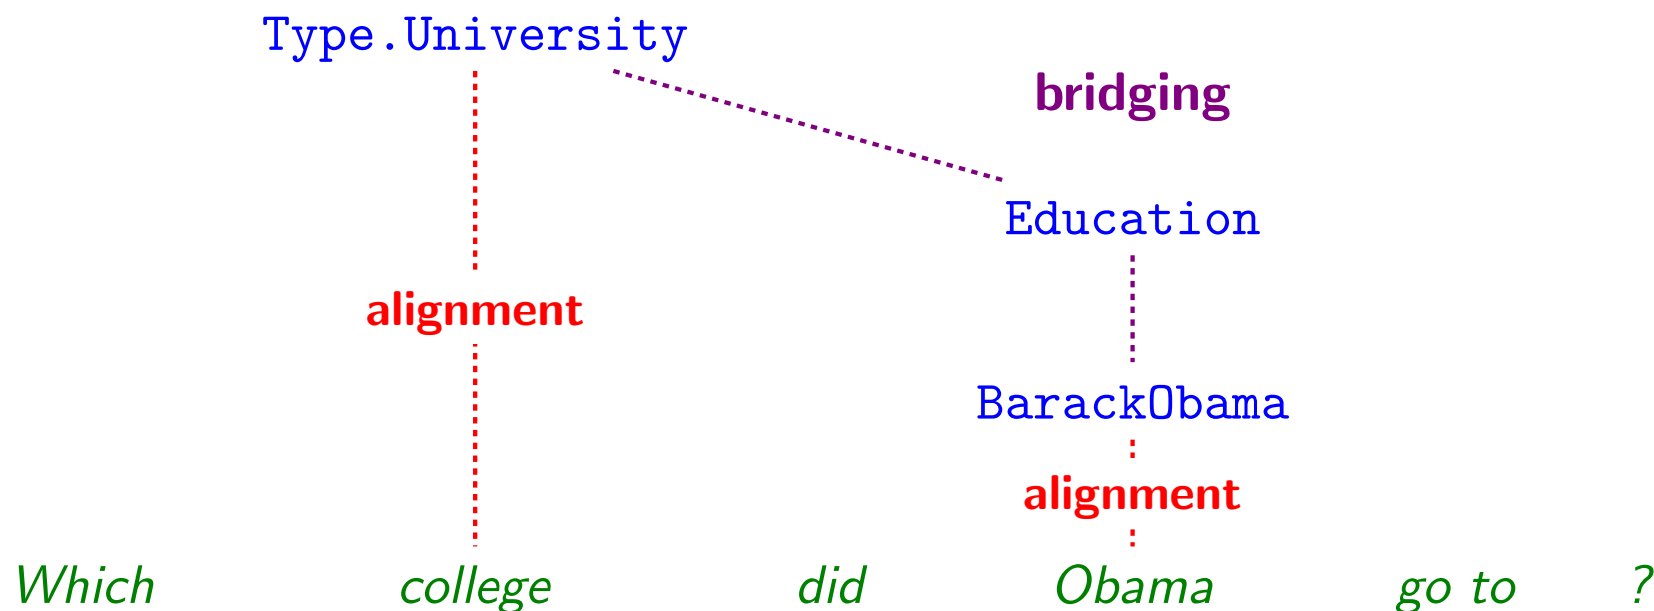 Type.University
bridging
Education
alignment
BarackObama
alignment
Which college did Obama go to ?